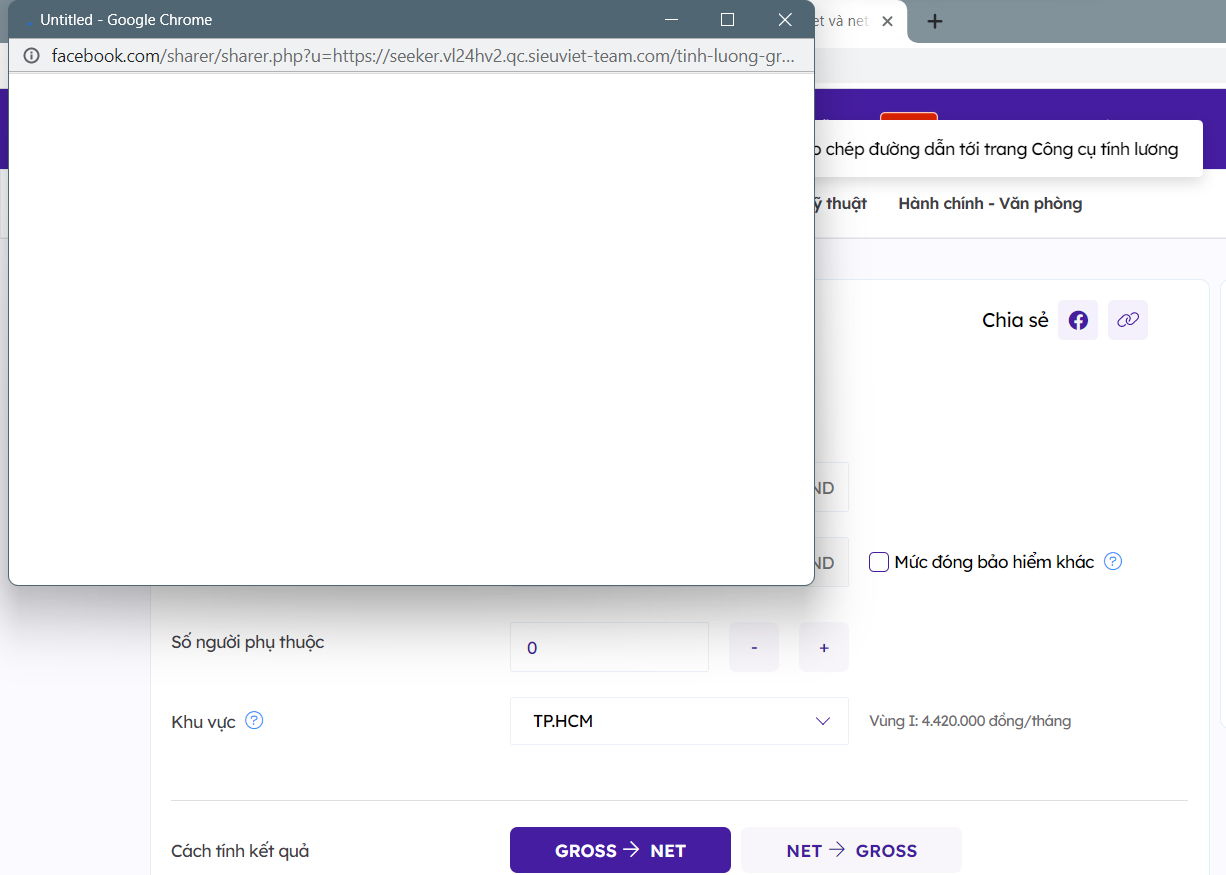 Untitled - Google Chrome
et và net
facebook.com/sharer/sharer.php?u=https://seeker.vl24hv2.qc.sieuviet-team.com/tinh-luong-gr...
chép đường dẫn tới trang Công cụ tính lương
ỹ thuật Hành chính - Văn phòng
Chia sẻ
ND
ND Mức đóng bảo hiểm khác ?
Số người phụ thuộc 0 - +
Khu vực ? TP.HCM Vùng I: 4.420.000 đồng/tháng
Cách tính kết quả GROSS → NET NET → GROSS